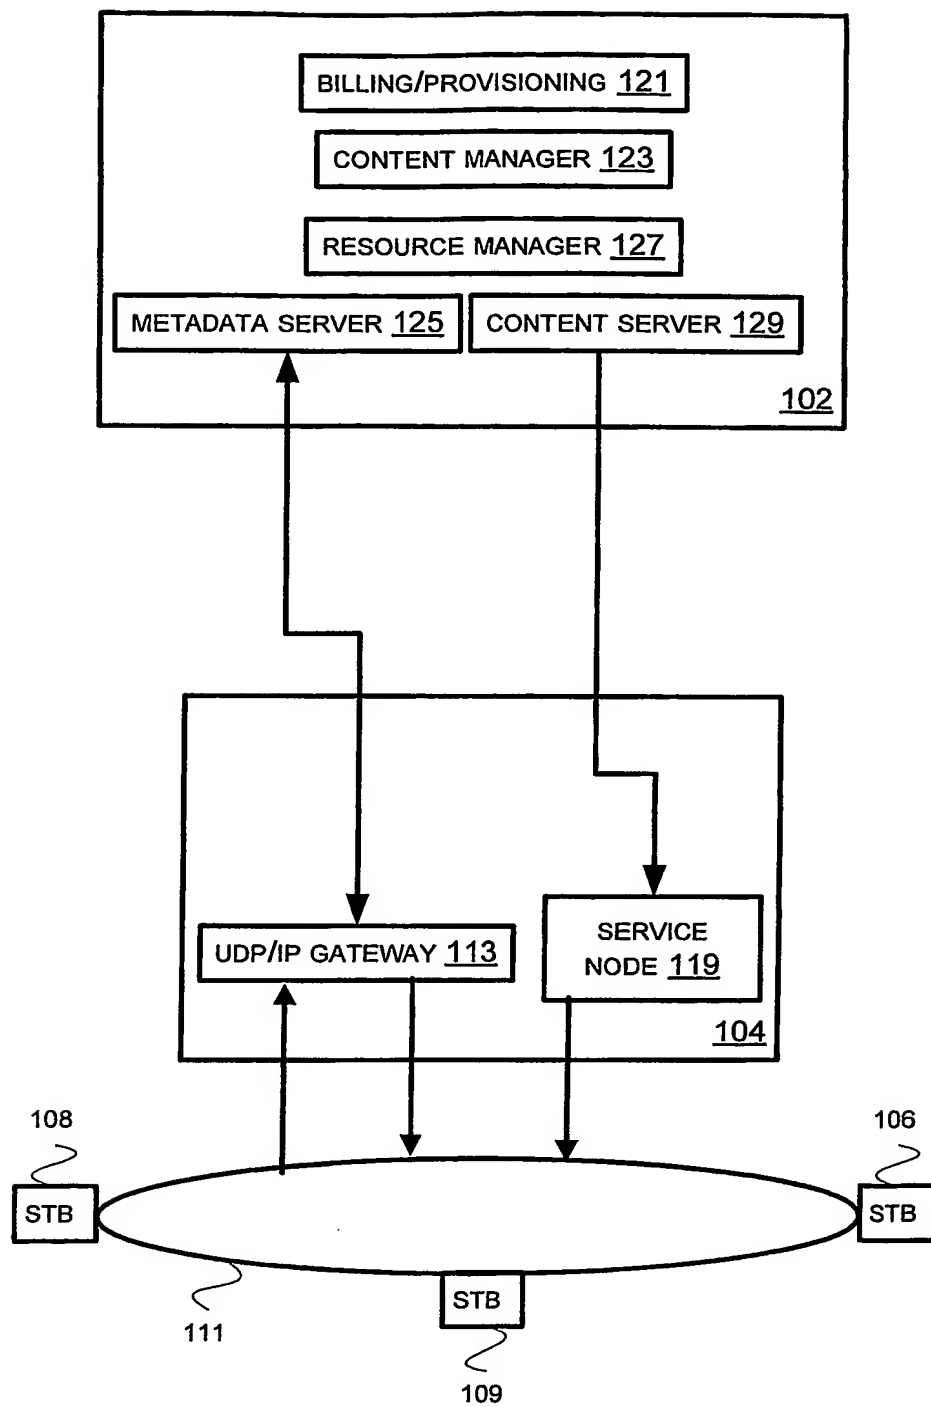 BILLING/PROVISIONING 121
CONTENT MANAGER 123
RESOURCE MANAGER 127
METADATA SERVER 125
CONTENT SERVER 129
102
UDP/IP GATEWAY 113
SERVICE
NODE 119
104
108
106
STB
STB
STB
111
109